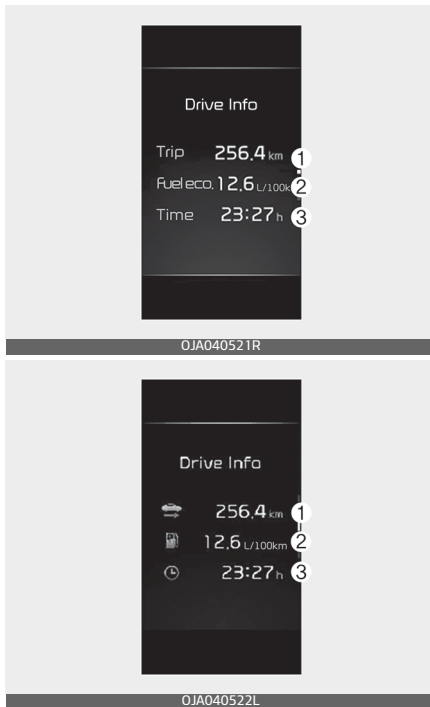 Drive Info
Trip 256.4 km ①
Fuel eco. 12.6 L/100k ②
Time 23:27 h ③
OJA040521R
Drive Info
256.4 km ①
12.6 L/100km ②
23:27 h ③
OJA040522L